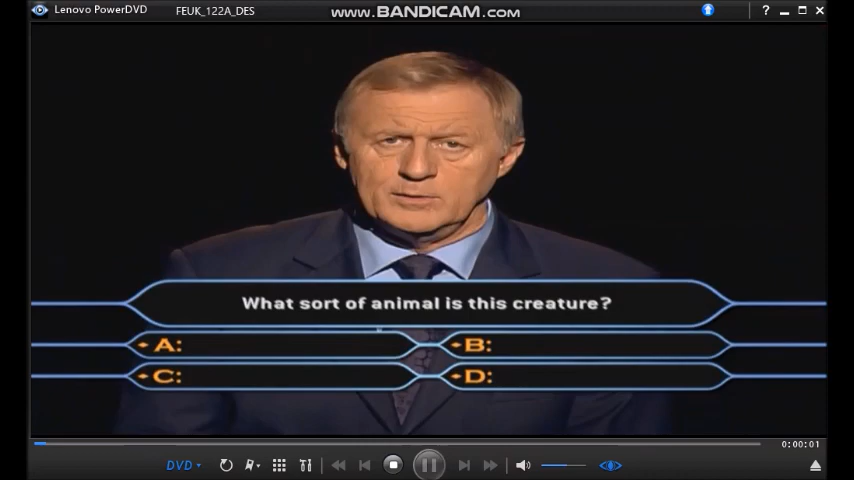 Lenovo PowerDVD
FEUK_122A_DES
www.BANDICAM.com
What sort of animal is this creature?
A:
B:
C:
D:
0:00:01
DVD